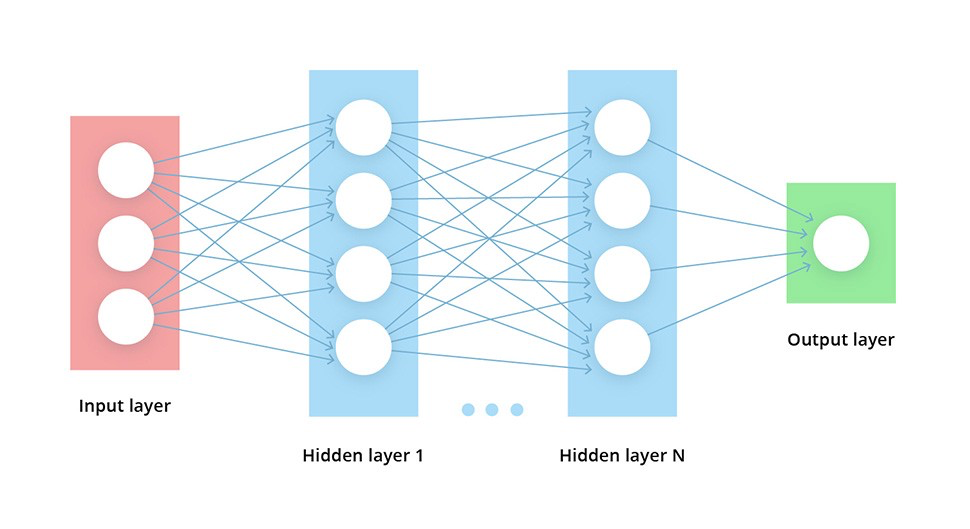 Input layer
Hidden layer 1
Hidden layer N
Output layer